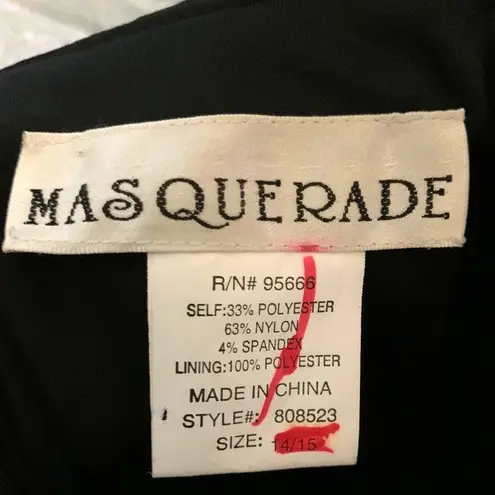 MASQUERADE
R/N# 95666
SELF:33% POLYESTER
63% NYLON
4% SPANDEX
LINING:100% POLYESTER
MADE IN CHINA
STYLE#: 808523
SIZE: 14/15